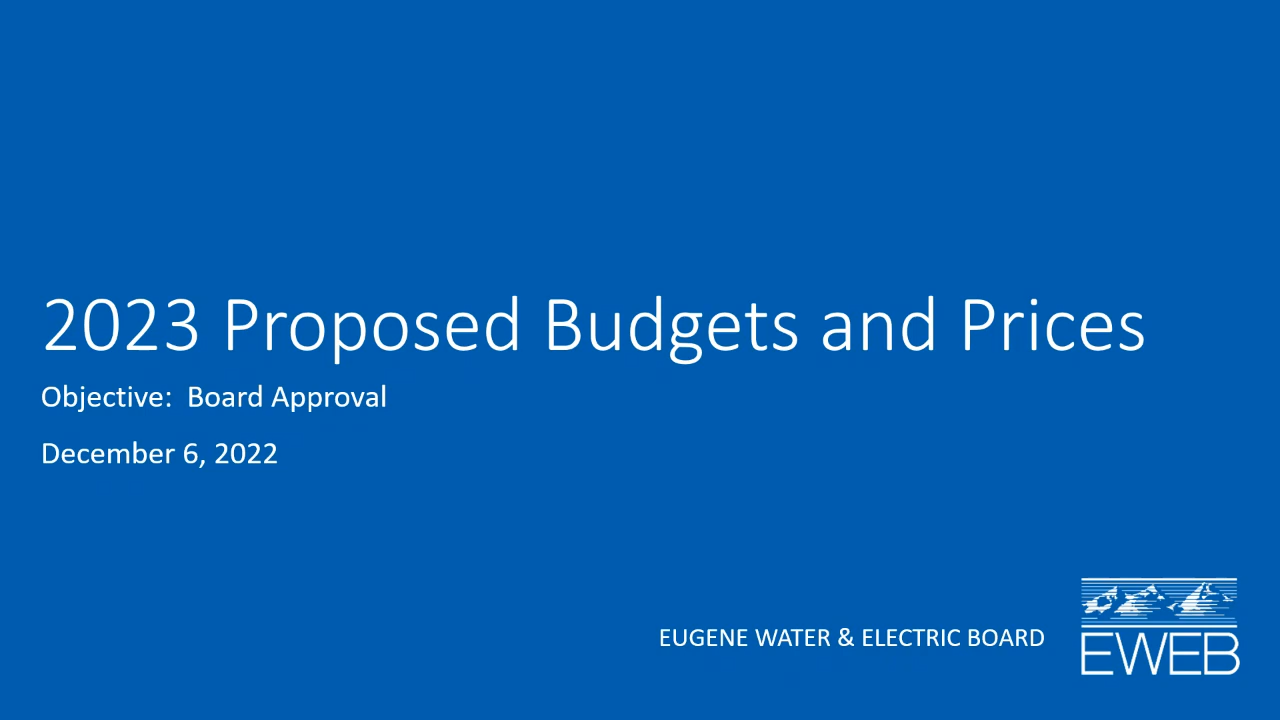 2023 Proposed Budgets and Prices
Objective:  Board Approval
December 6, 2022
EUGENE WATER & ELECTRIC BOARD
EWEB